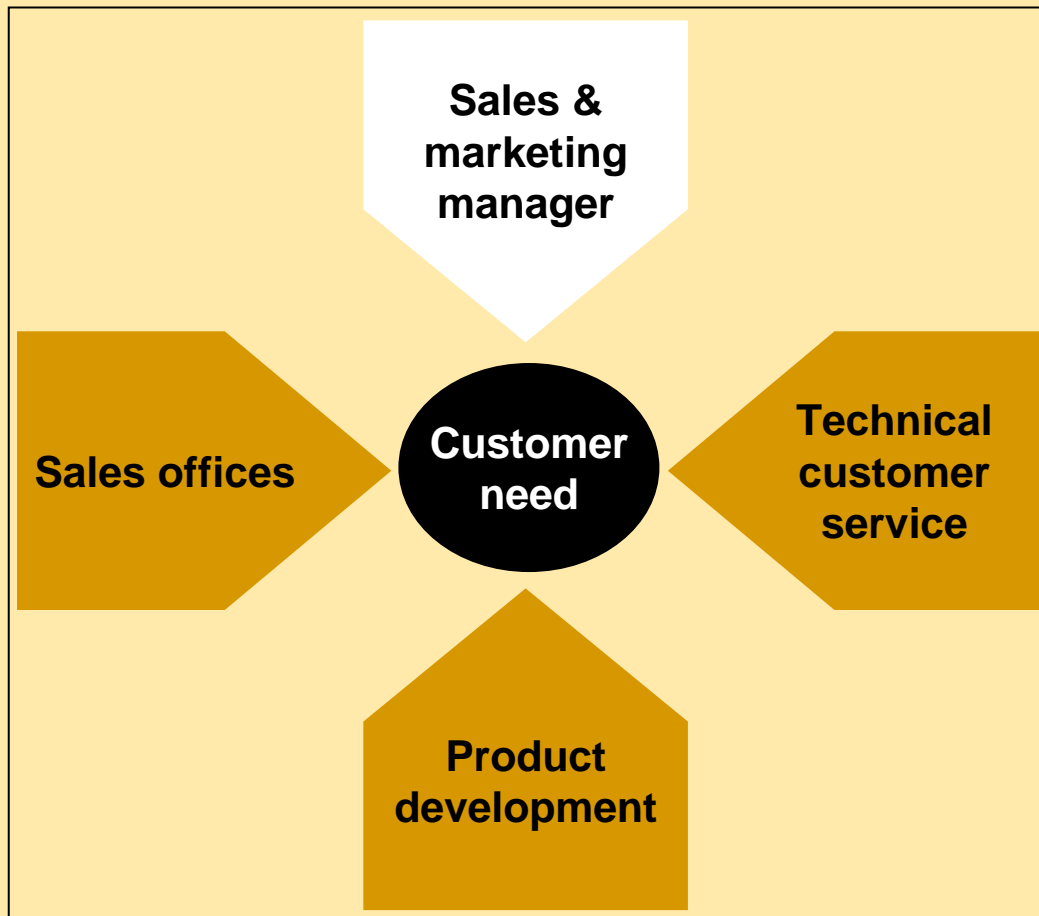 Sales &
marketing
manager
Sales offices
Customer
need
Technical
customer
service
Product
development